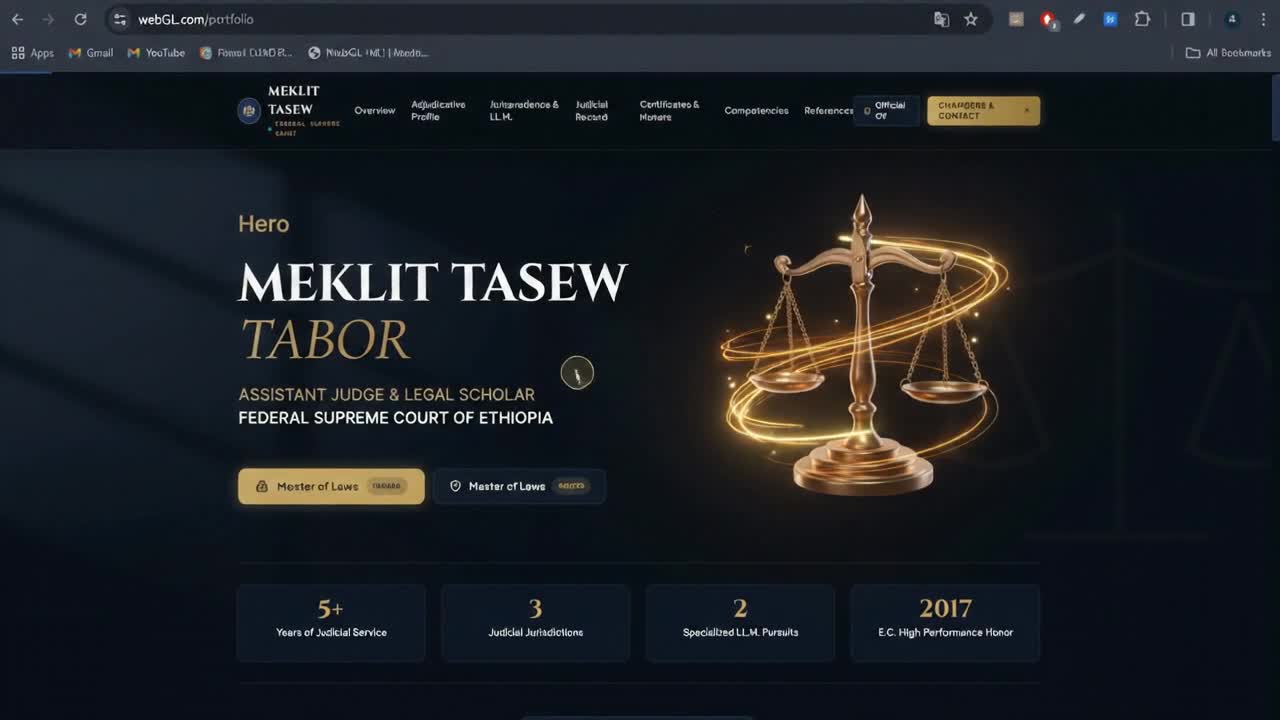 webGL.com/portfolio
Apps
Gmail
YouTube
All Bookmarks
MEKLIT
TASEW
Overview
Adjudicative
Profile
Jurisprudence &
LL.M.
Judicial
Record
Certificates &
Honors
Competencies
References
Official
CV
CHAMBERS &
CONTACT
Hero
MEKLIT TASEW
TABOR
ASSISTANT JUDGE & LEGAL SCHOLAR
FEDERAL SUPREME COURT OF ETHIOPIA
Master of Laws
Master of Laws
5+
Years of Judicial Service
3
Judicial Jurisdictions
2
Specialized LL.M. Pursuits
2017
E.C. High Performance Honor